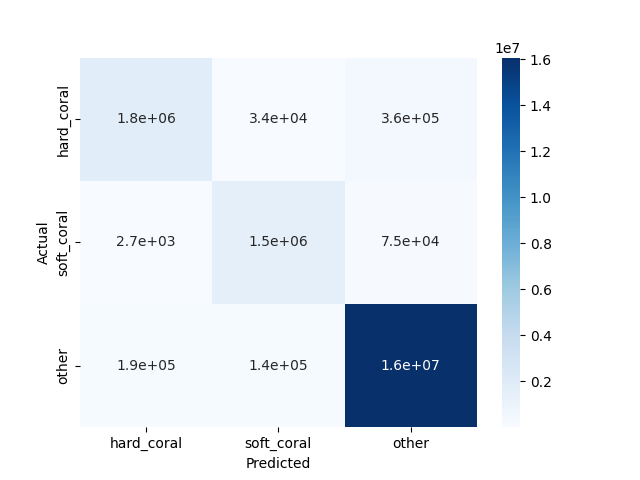 1e7
1.6
1.4
1.2
1.0
0.8
0.6
0.4
0.2
Actual
hard_coral
soft_coral
other
1.8e+06 3.4e+04 3.6e+05
2.7e+03 1.5e+06 7.5e+04
1.9e+05 1.4e+05 1.6e+07
hard_coral soft_coral other
Predicted